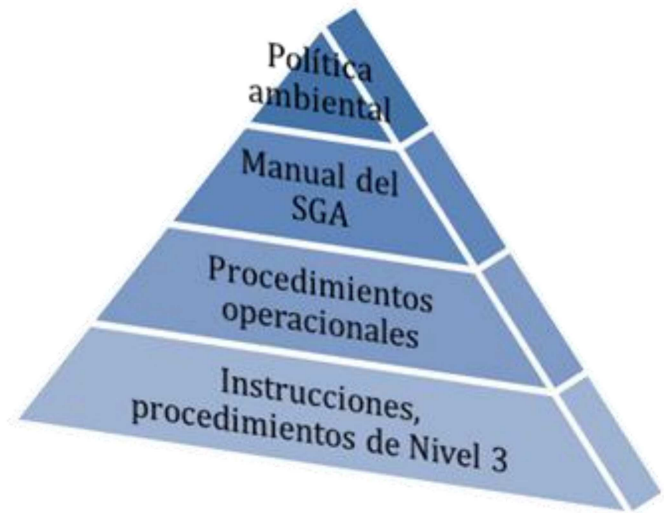 Política
ambiental
Manual del
SGA
Procedimientos
operacionales
Instrucciones,
procedimientos de Nivel 3